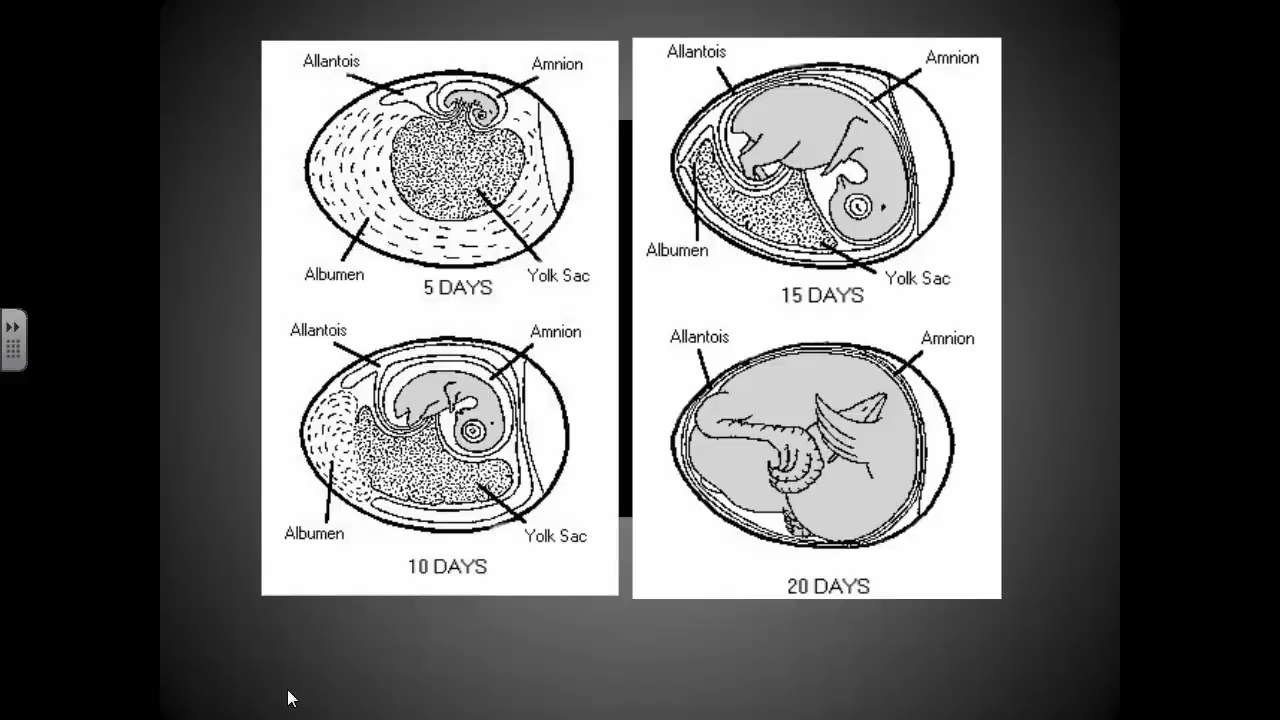 Allantois
Amnion
Albumen
Yolk Sac
5 DAYS
Allantois
Amnion
Albumen
Yolk Sac
10 DAYS
Allantois
Amnion
Albumen
Yolk Sac
15 DAYS
Allantois
Amnion
20 DAYS